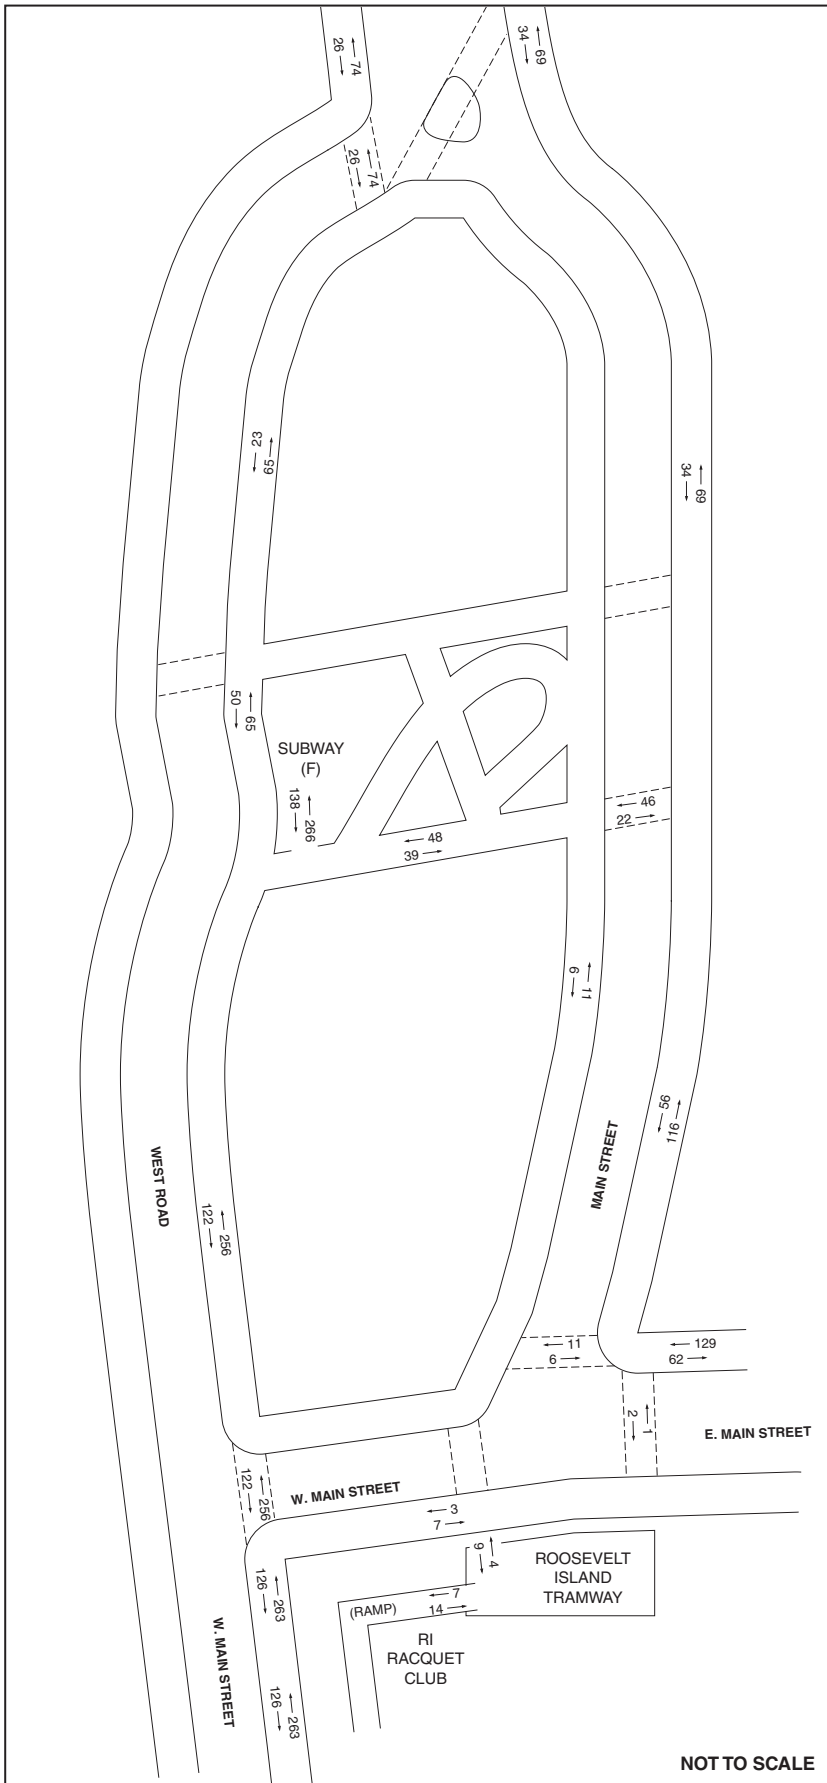 26
74
34
69
26
74
23
65
34
69
50
65
SUBWAY
(F)
138
266
48
39
46
22
6
11
56
116
MAIN STREET
WEST ROAD
122
256
11
6
129
62
2
1
E. MAIN STREET
122
256
W. MAIN STREET
3
7
9
4
ROOSEVELT
ISLAND
TRAMWAY
126
263
7
(RAMP)
14
RI
RACQUET
CLUB
W. MAIN STREET
126
263
NOT TO SCALE